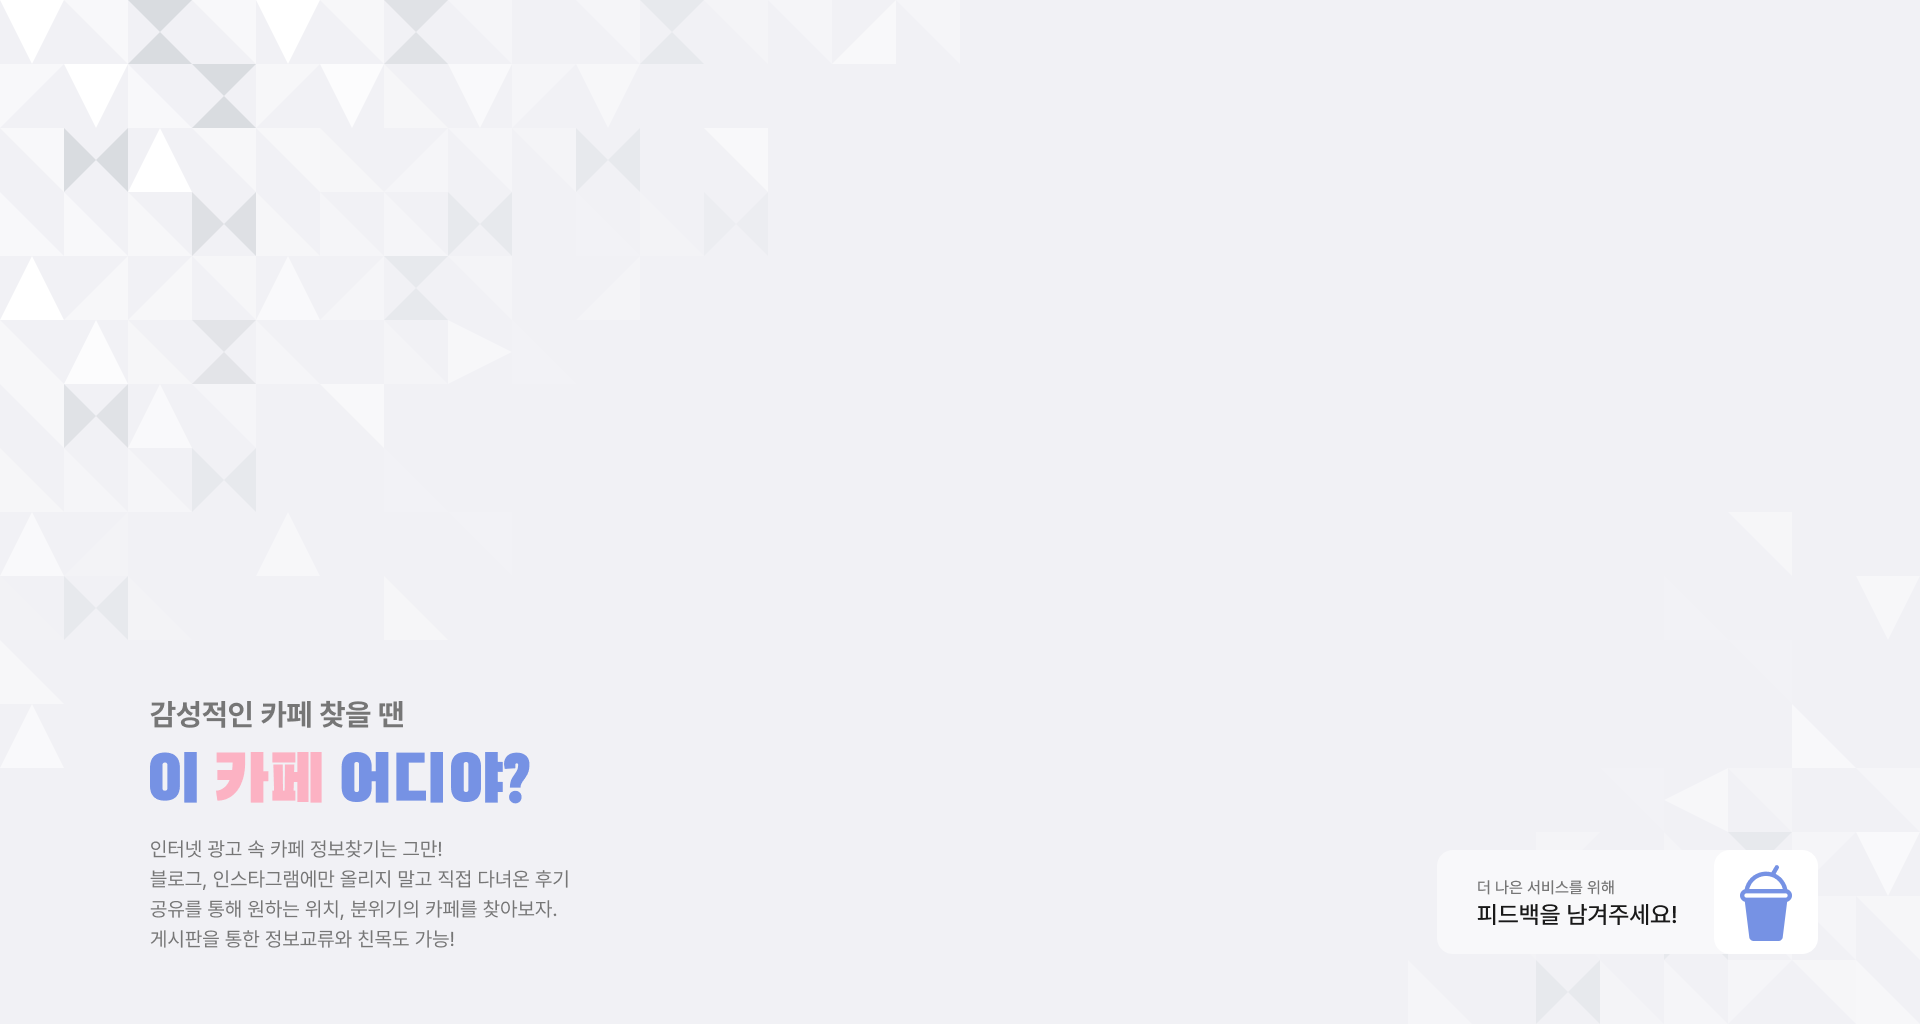 감성적인 카페 찾을 땐
이 카페 어디야?
인터넷 광고 속 카페 정보찾기는 그만!
블로그, 인스타그램에만 올리지 말고 직접 다녀온 후기
공유를 통해 원하는 위치, 분위기의 카페를 찾아보자.
게시판을 통한 정보교류와 친목도 가능!
더 나은 서비스를 위해
피드백을 남겨주세요!